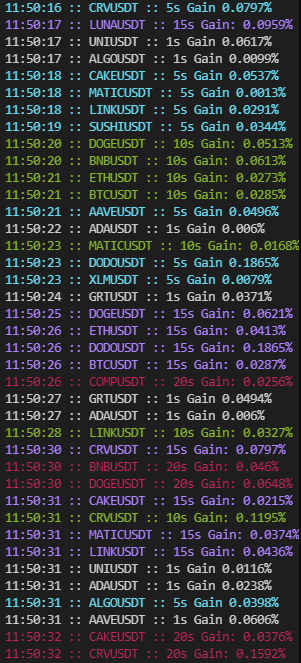 11:50:16 :: CRVUSDT :: 5s Gain 0.0797%
11:50:17 :: LUNAUSDT :: 15s Gain: 0.0959%
11:50:17 :: UNIUSDT :: 1s Gain 0.0617%
11:50:17 :: ALGOUSDT :: 1s Gain 0.0099%
11:50:18 :: CAKEUSDT :: 5s Gain 0.0537%
11:50:18 :: MATICUSDT :: 5s Gain 0.0013%
11:50:18 :: LINKUSDT :: 5s Gain 0.0291%
11:50:19 :: SUSHIUSDT :: 5s Gain 0.0344%
11:50:20 :: DOGEUSDT :: 10s Gain: 0.0513%
11:50:20 :: BNBUSDT :: 10s Gain: 0.0613%
11:50:21 :: ETHUSDT :: 10s Gain: 0.0273%
11:50:21 :: BTCUSDT :: 10s Gain: 0.0285%
11:50:21 :: AAVEUSDT :: 5s Gain 0.0496%
11:50:22 :: ADAUSDT :: 1s Gain 0.006%
11:50:23 :: MATICUSDT :: 10s Gain: 0.0168%
11:50:23 :: DODOUSDT :: 5s Gain 0.1865%
11:50:23 :: XLMUSDT :: 5s Gain 0.0079%
11:50:24 :: GRTUSDT :: 1s Gain 0.0371%
11:50:25 :: DOGEUSDT :: 15s Gain: 0.0621%
11:50:26 :: ETHUSDT :: 15s Gain: 0.0413%
11:50:26 :: DODOUSDT :: 15s Gain: 0.1865%
11:50:26 :: BTCUSDT :: 15s Gain: 0.0287%
11:50:26 :: COMPUSDT :: 20s Gain: 0.0256%
11:50:27 :: GRTUSDT :: 1s Gain 0.0494%
11:50:27 :: ADAUSDT :: 1s Gain 0.006%
11:50:28 :: LINKUSDT :: 10s Gain: 0.0327%
11:50:30 :: CRVUSDT :: 15s Gain: 0.0797%
11:50:30 :: BNBUSDT :: 20s Gain: 0.046%
11:50:30 :: DOGEUSDT :: 20s Gain: 0.0648%
11:50:31 :: CAKEUSDT :: 15s Gain: 0.0215%
11:50:31 :: CRVUSDT :: 10s Gain: 0.1195%
11:50:31 :: MATICUSDT :: 15s Gain: 0.0374%
11:50:31 :: LINKUSDT :: 15s Gain: 0.0436%
11:50:31 :: UNIUSDT :: 1s Gain 0.0116%
11:50:31 :: ADAUSDT :: 1s Gain 0.0238%
11:50:31 :: ALGOUSDT :: 5s Gain 0.0398%
11:50:31 :: AAVEUSDT :: 1s Gain 0.0606%
11:50:32 :: CAKEUSDT :: 20s Gain: 0.0376%
11:50:32 :: CRVUSDT :: 20s Gain: 0.1592%